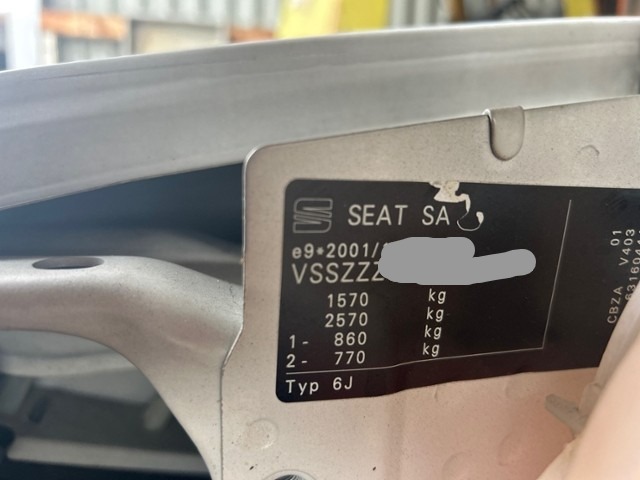 SEAT SA
e9*2001/
VSSZZZ
1570 kg
2570 kg
1- 860 kg
2- 770 kg
Typ 6J
CBZA V403 01